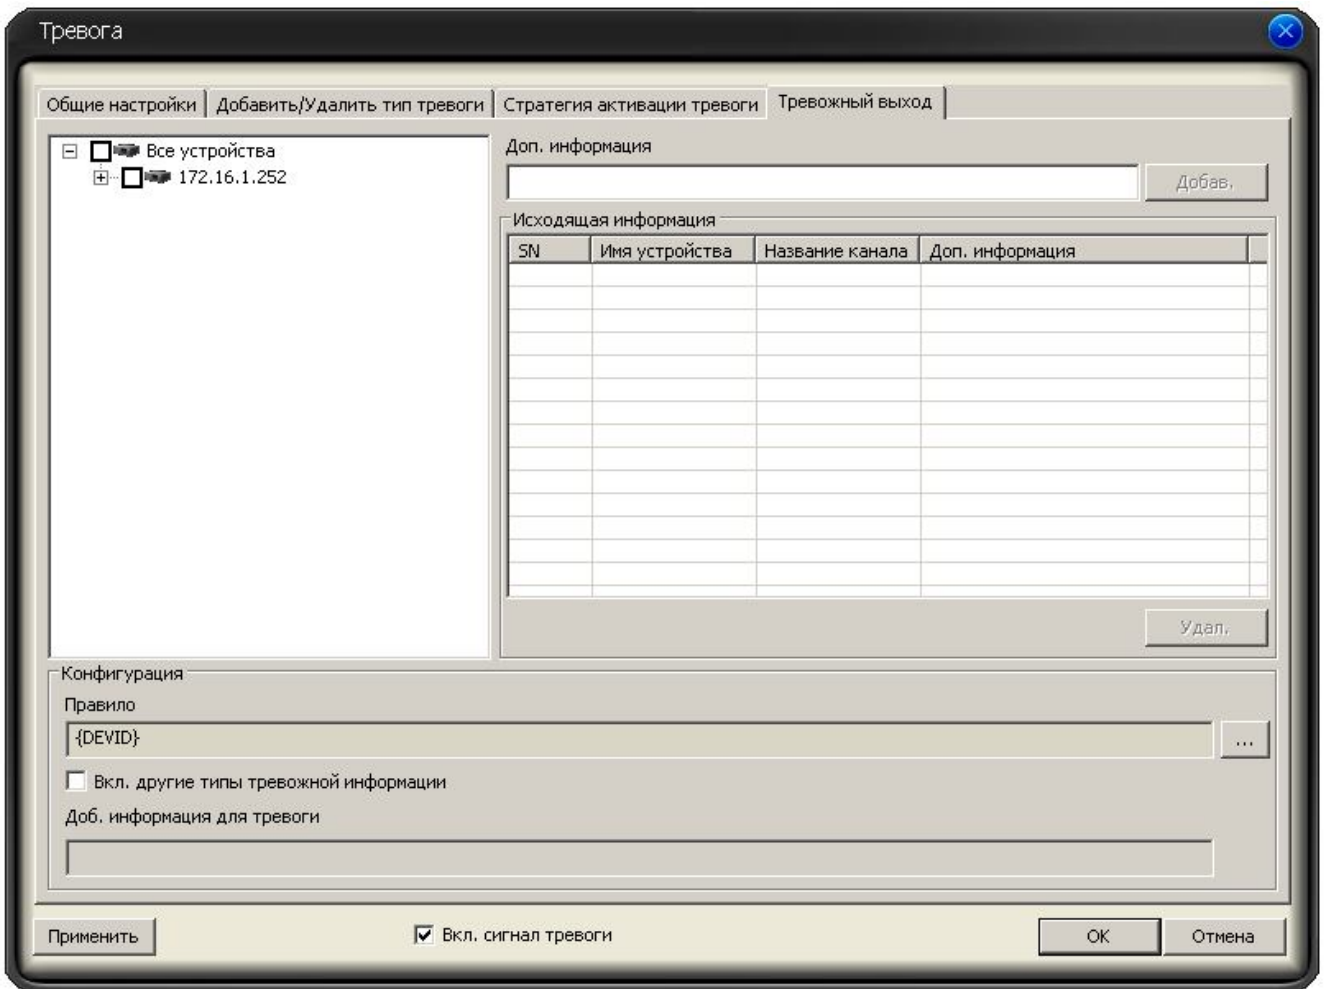 Тревога
Общие настройки Добавить/Удалить тип тревоги Стратегия активации тревоги Тревожный выход
Все устройства
172.16.1.252
Доп. информация
Добав.
Исходящая информация
SN Имя устройства Название канала Доп. информация
Удал.
Конфигурация
Правило
{DEVID}
...
Вкл. другие типы тревожной информации
Доб. информация для тревоги
Применить Вкл. сигнал тревоги OK Отмена